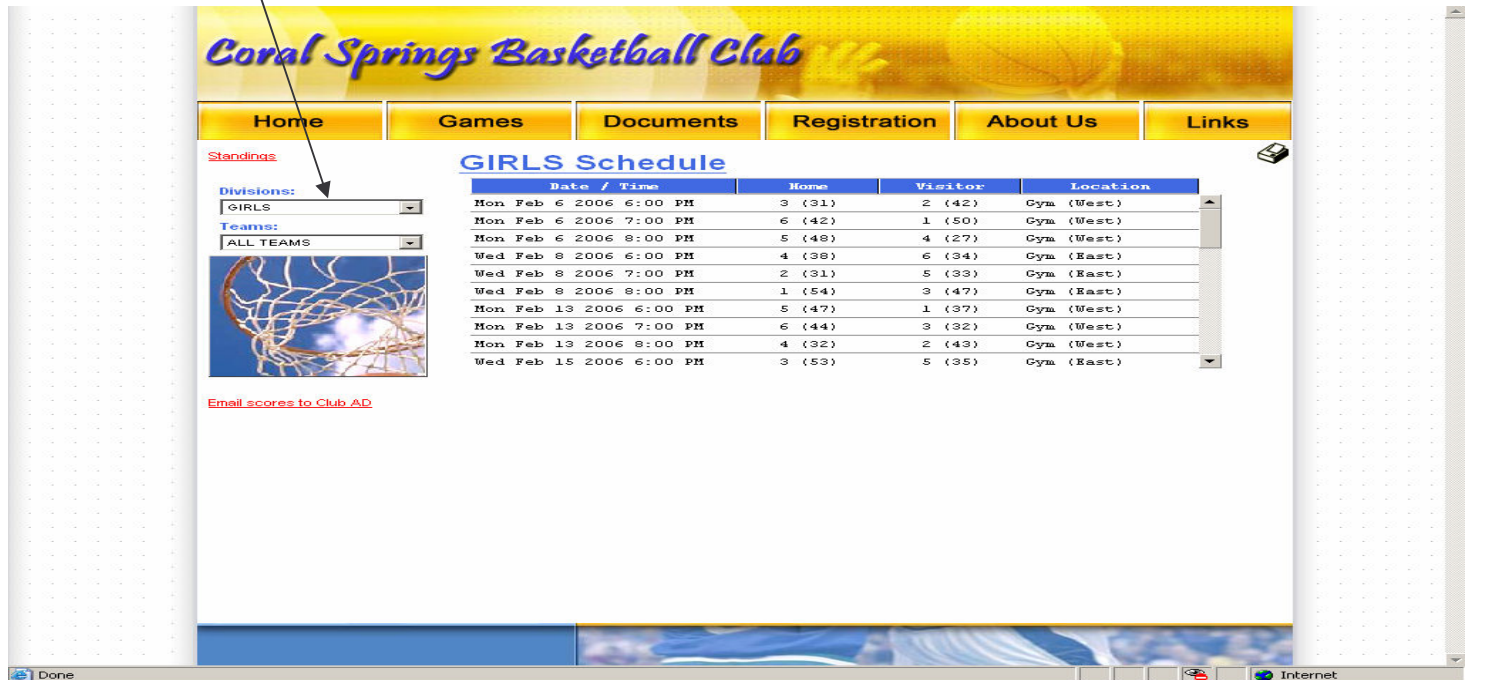 Coral Springs Basketball Club
Home Games Documents Registration About Us Links
Standings
GIRLS Schedule
Divisions:
GIRLS
Teams:
ALL TEAMS
Date / Time Home Visitor Location
Mon Feb 6 2006 6:00 PM 3 (31) 2 (42) Gym (West)
Mon Feb 6 2006 7:00 PM 6 (42) 1 (50) Gym (West)
Mon Feb 6 2006 8:00 PM 5 (48) 4 (27) Gym (West)
Wed Feb 8 2006 6:00 PM 4 (38) 6 (34) Gym (East)
Wed Feb 8 2006 7:00 PM 2 (31) 5 (33) Gym (East)
Wed Feb 8 2006 8:00 PM 1 (54) 3 (47) Gym (East)
Mon Feb 13 2006 6:00 PM 5 (47) 1 (37) Gym (West)
Mon Feb 13 2006 7:00 PM 6 (44) 3 (32) Gym (West)
Mon Feb 13 2006 8:00 PM 4 (32) 2 (43) Gym (West)
Wed Feb 15 2006 6:00 PM 3 (53) 5 (35) Gym (East)
Email scores to Club AD
Done Internet